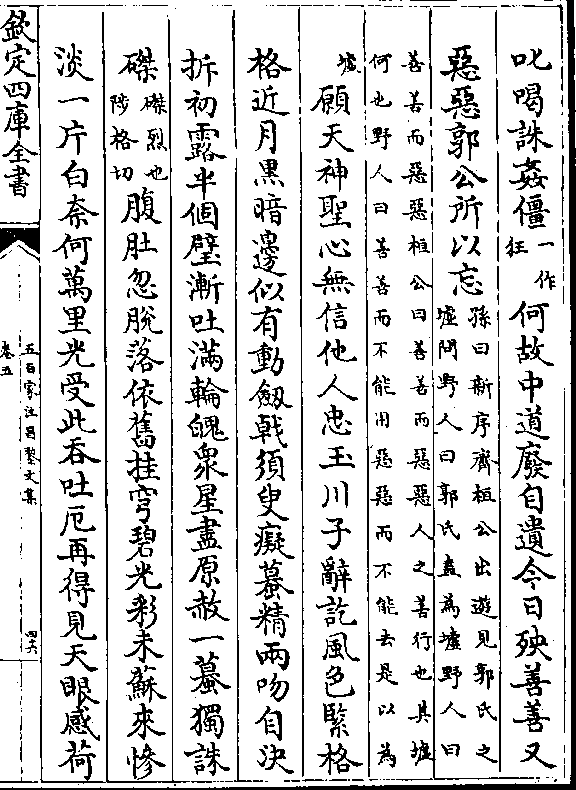 叱喝誅姦僵一作狂何故中道廢自遺今日殃善善又
惡惡郭公所以忘孫曰新序齊桓公出遊見郭氏之
墟問野人曰郭氏盍為墟野人曰
善善而惡惡桓公曰善善而惡惡人之善行也其墟
何也野人曰善善而不能用惡惡而不能去是以為
墟願天神聖心無信他人忠玉川子辭訖風色緊格
格近月黑暗邊似有動劔戟須臾癡蟇精兩吻自決
拆初露半個璧漸吐滿輪魄衆星盡原赦一蟇獨誅
磔磔烈也陟格切腹肚忽脫落依舊挂穹碧光彩未蘇來慘
淡一片白奈何萬里光受此吞吐厄再得見天眼感荷
欽定四庫全書
五百家注昌黎文集
卷五
四六